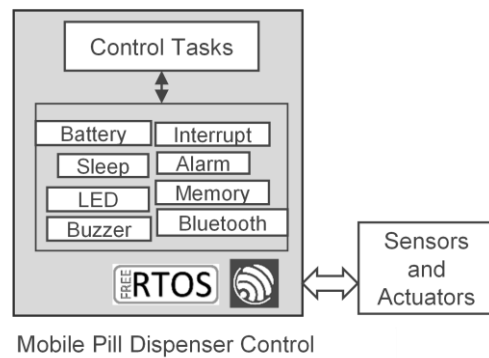 Control Tasks
Battery
Interrupt
Sleep
Alarm
LED
Memory
Buzzer
Bluetooth
FREE RTOS
Sensors
and
Actuators
Mobile Pill Dispenser Control